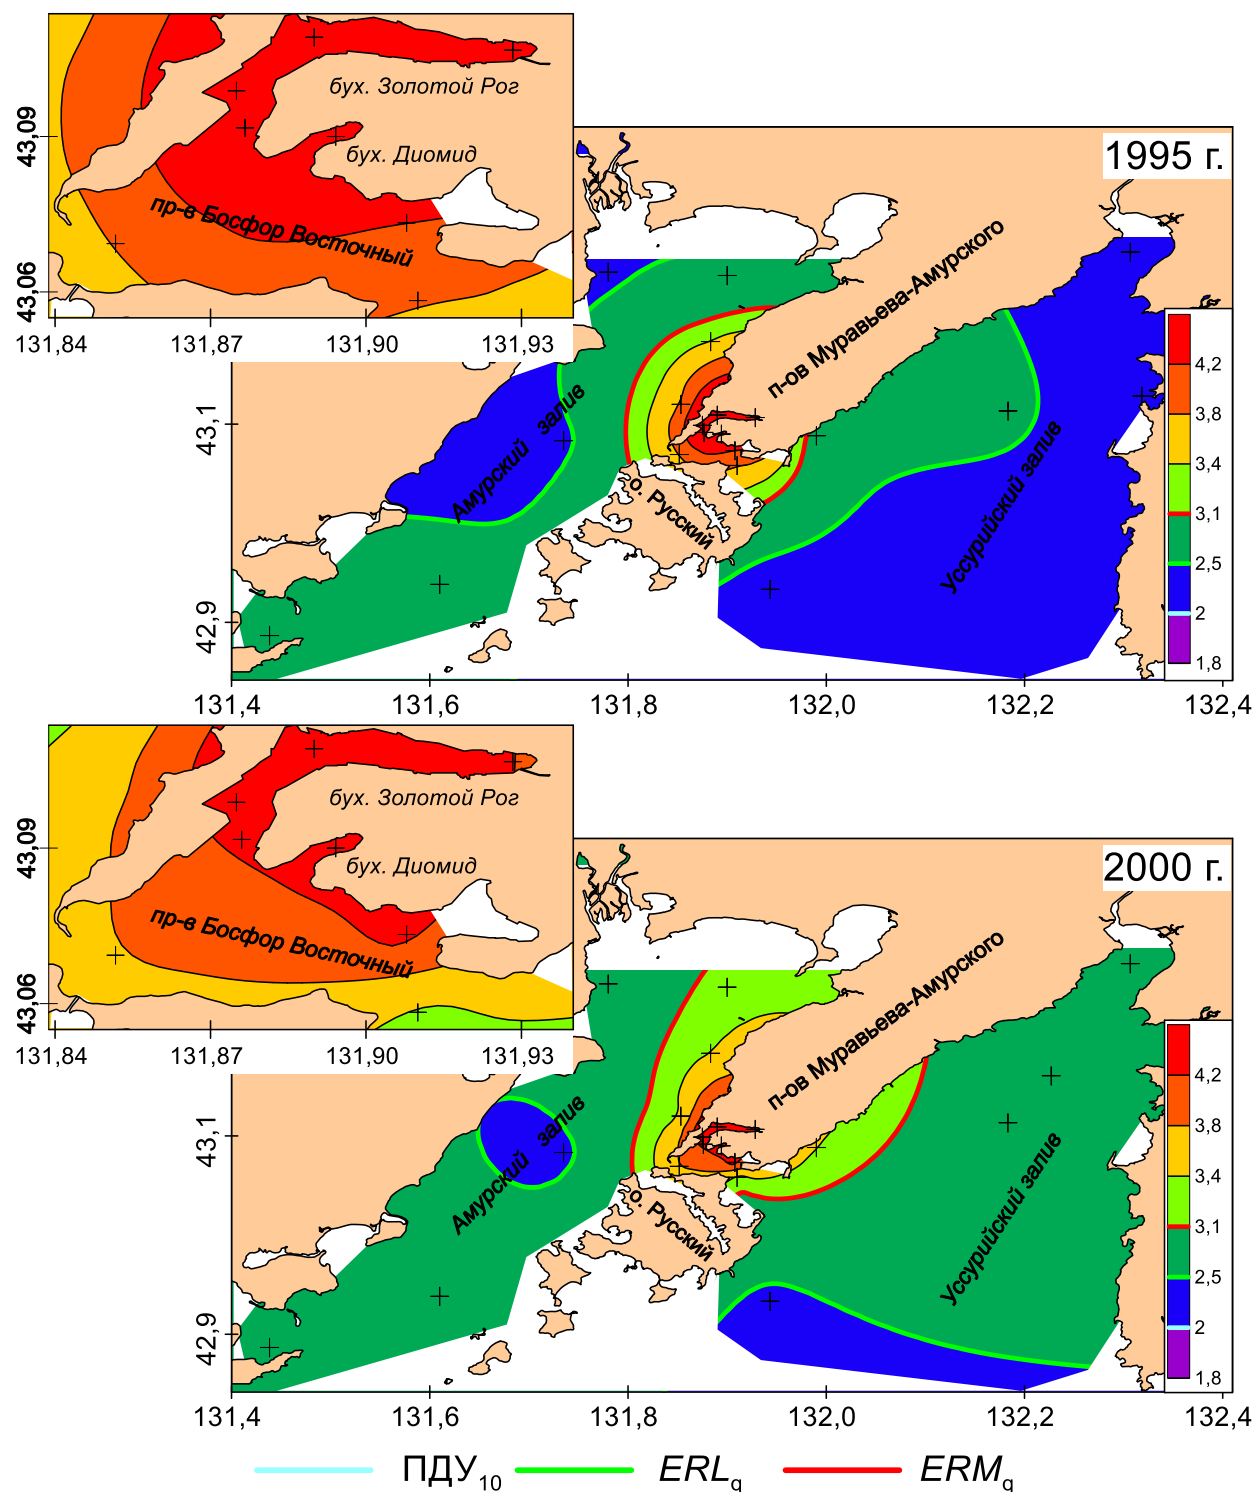 43,09
43,06
131,84
131,87
131,90
131,93
бух. Золотой Рог
бух. Диомид
пр-в Босфор Восточный
1995 г.
п-ов Муравьева-Амурского
Амурский залив
о. Русский
Уссурийский залив
43,1
42,9
4,2
3,8
3,4
3,1
2,5
2
1,8
131,4
131,6
131,8
132,0
132,2
132,4
43,09
43,06
131,84
131,87
131,90
131,93
бух. Золотой Рог
бух. Диомид
пр-в Босфор Восточный
2000 г.
п-ов Муравьева-Амурского
Амурский залив
о. Русский
Уссурийский залив
43,1
42,9
4,2
3,8
3,4
3,1
2,5
2
1,8
131,4
131,6
131,8
132,0
132,2
132,4
ПДУ10
ERLq
ERMq